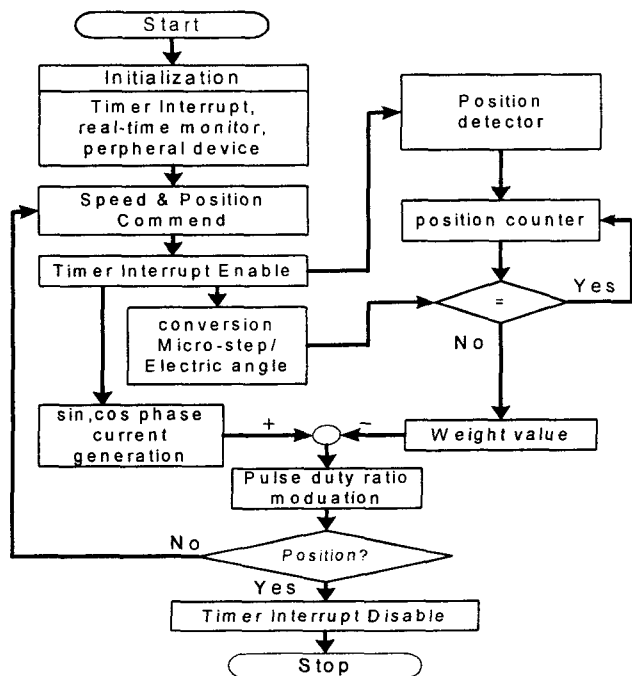 Start
Initialization
Timer Interrupt,
real-time monitor,
perpheral device
Speed & Position
Commend
Timer Interrupt Enable
conversion
Micro-step/
Electric angle
sin,cos phase
current
generation
Position
detector
position counter
=
Yes
No
Weight value
+
−
Pulse duty ratio
moduation
Position?
No
Yes
Timer Interrupt Disable
Stop